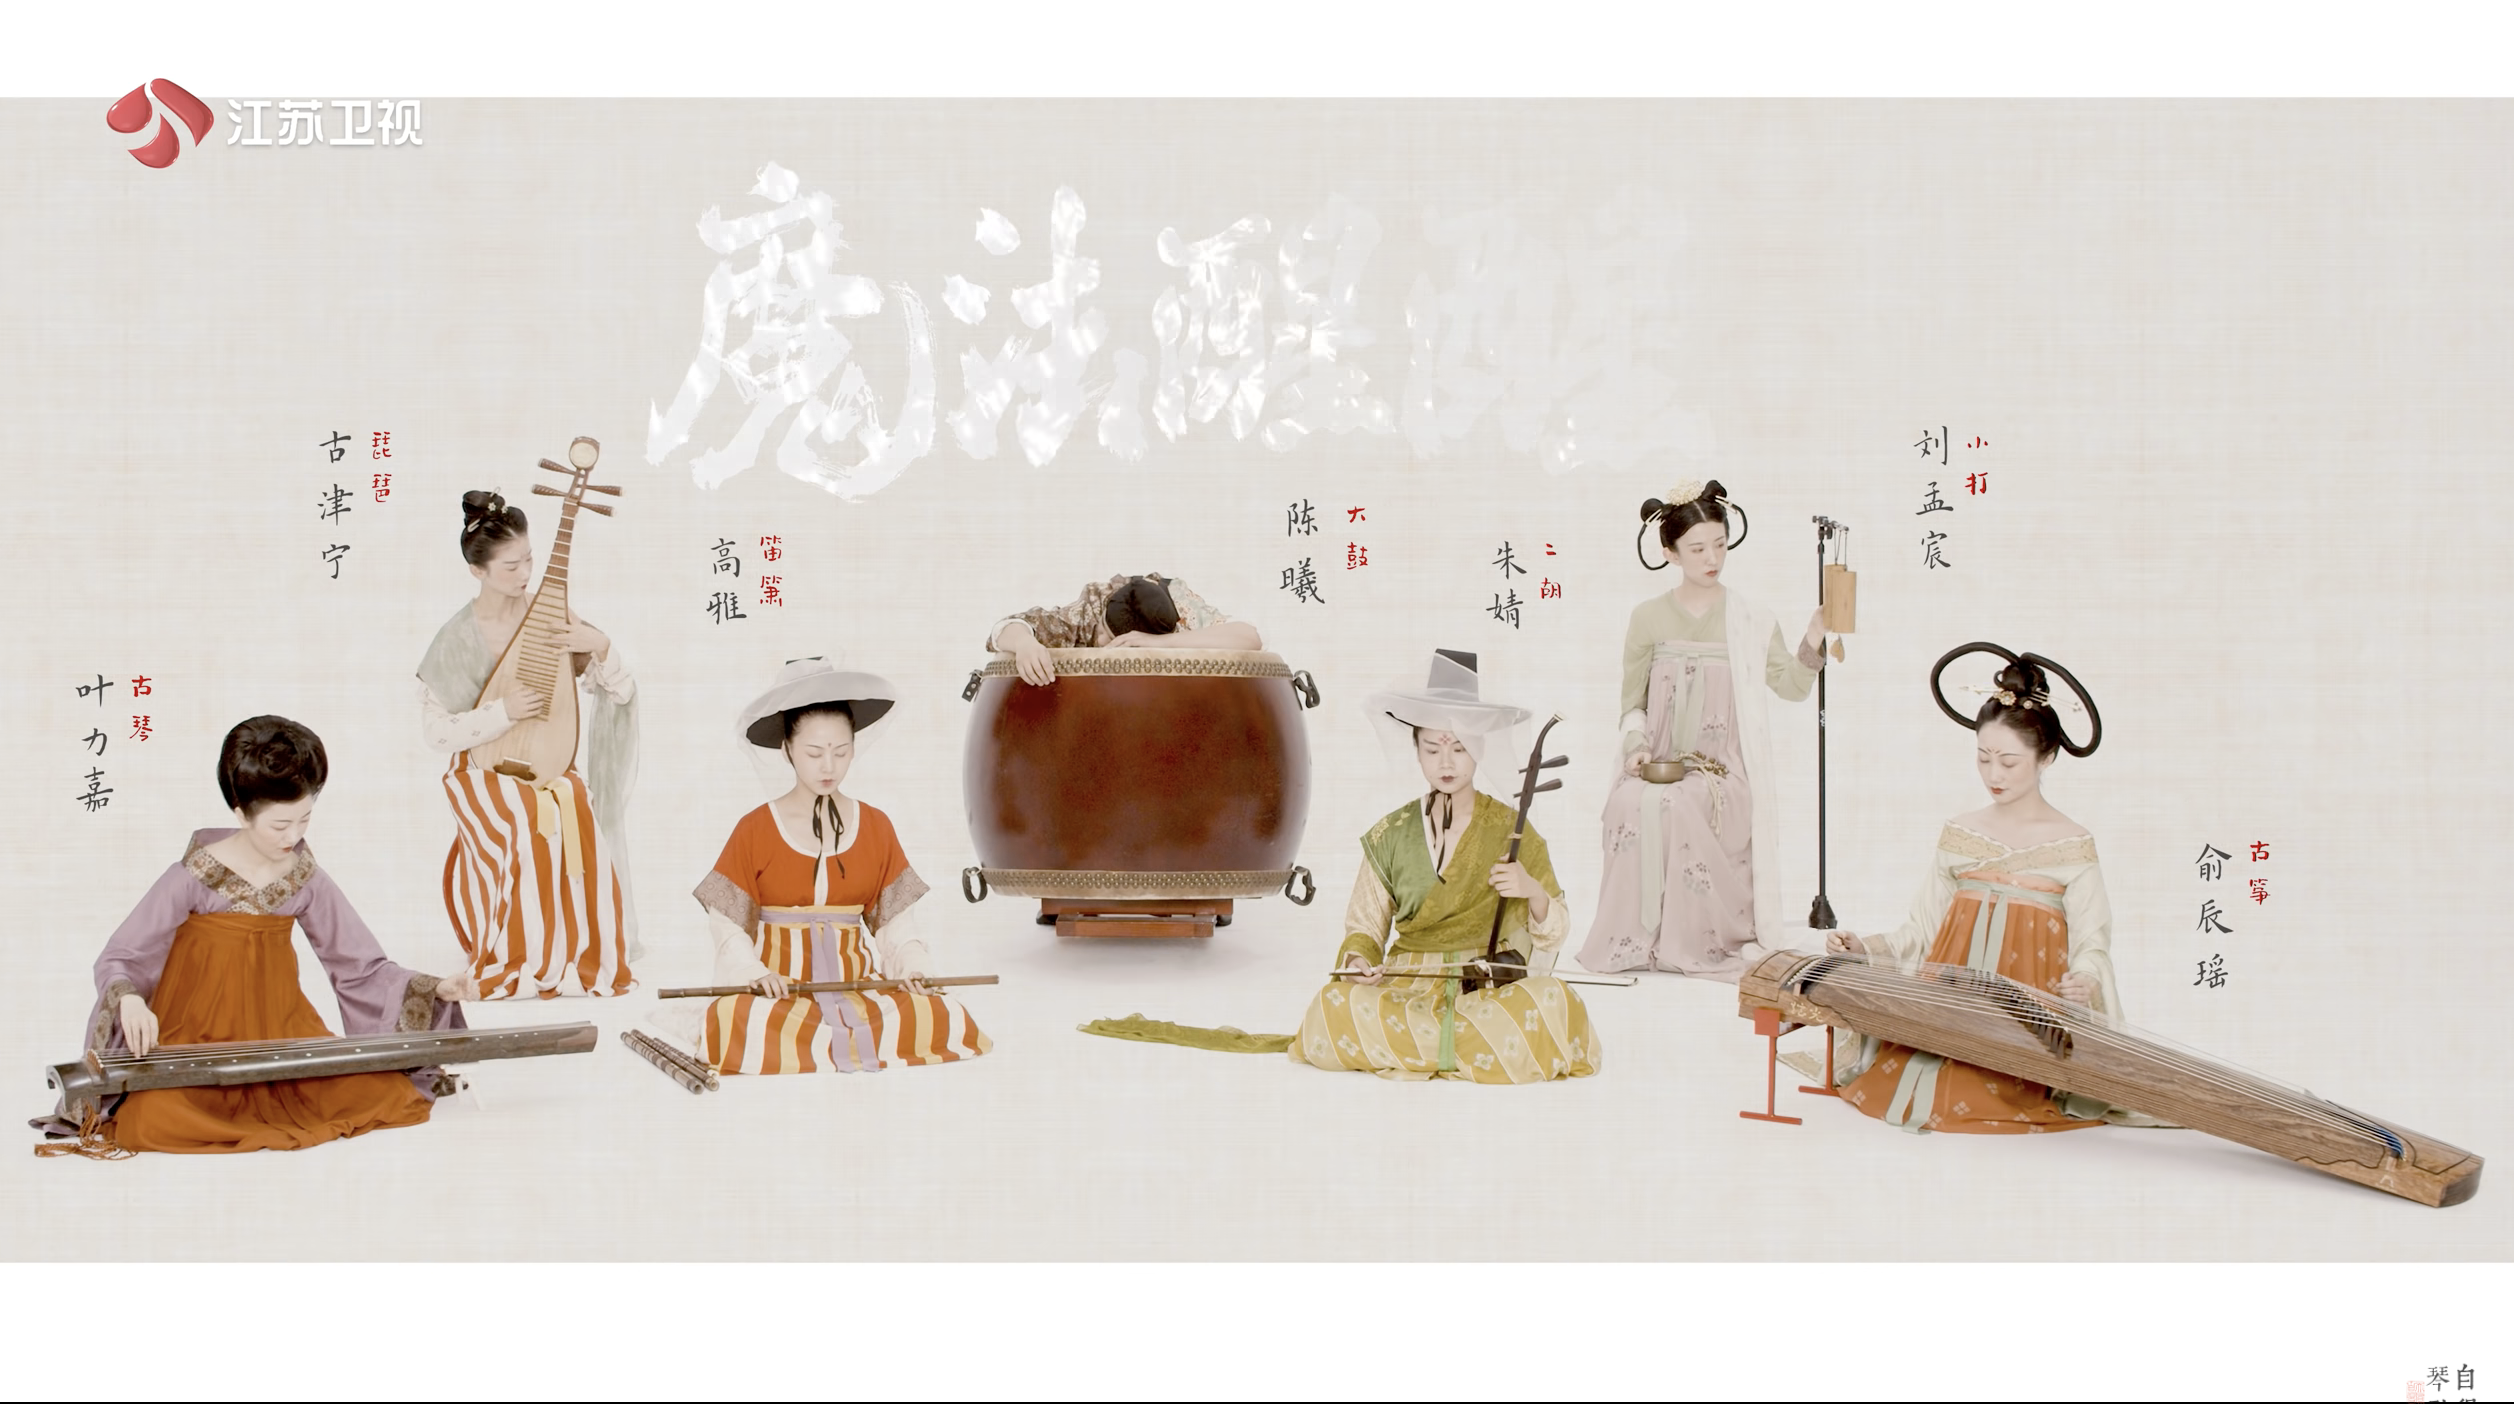 江苏卫视
魔法醒醒
叶力嘉
古琴
古津宁
琵琶
高雅
笛箫
陈曦
大鼓
朱婧
二胡
刘孟宸
小打
俞辰瑶
古筝
自
琴